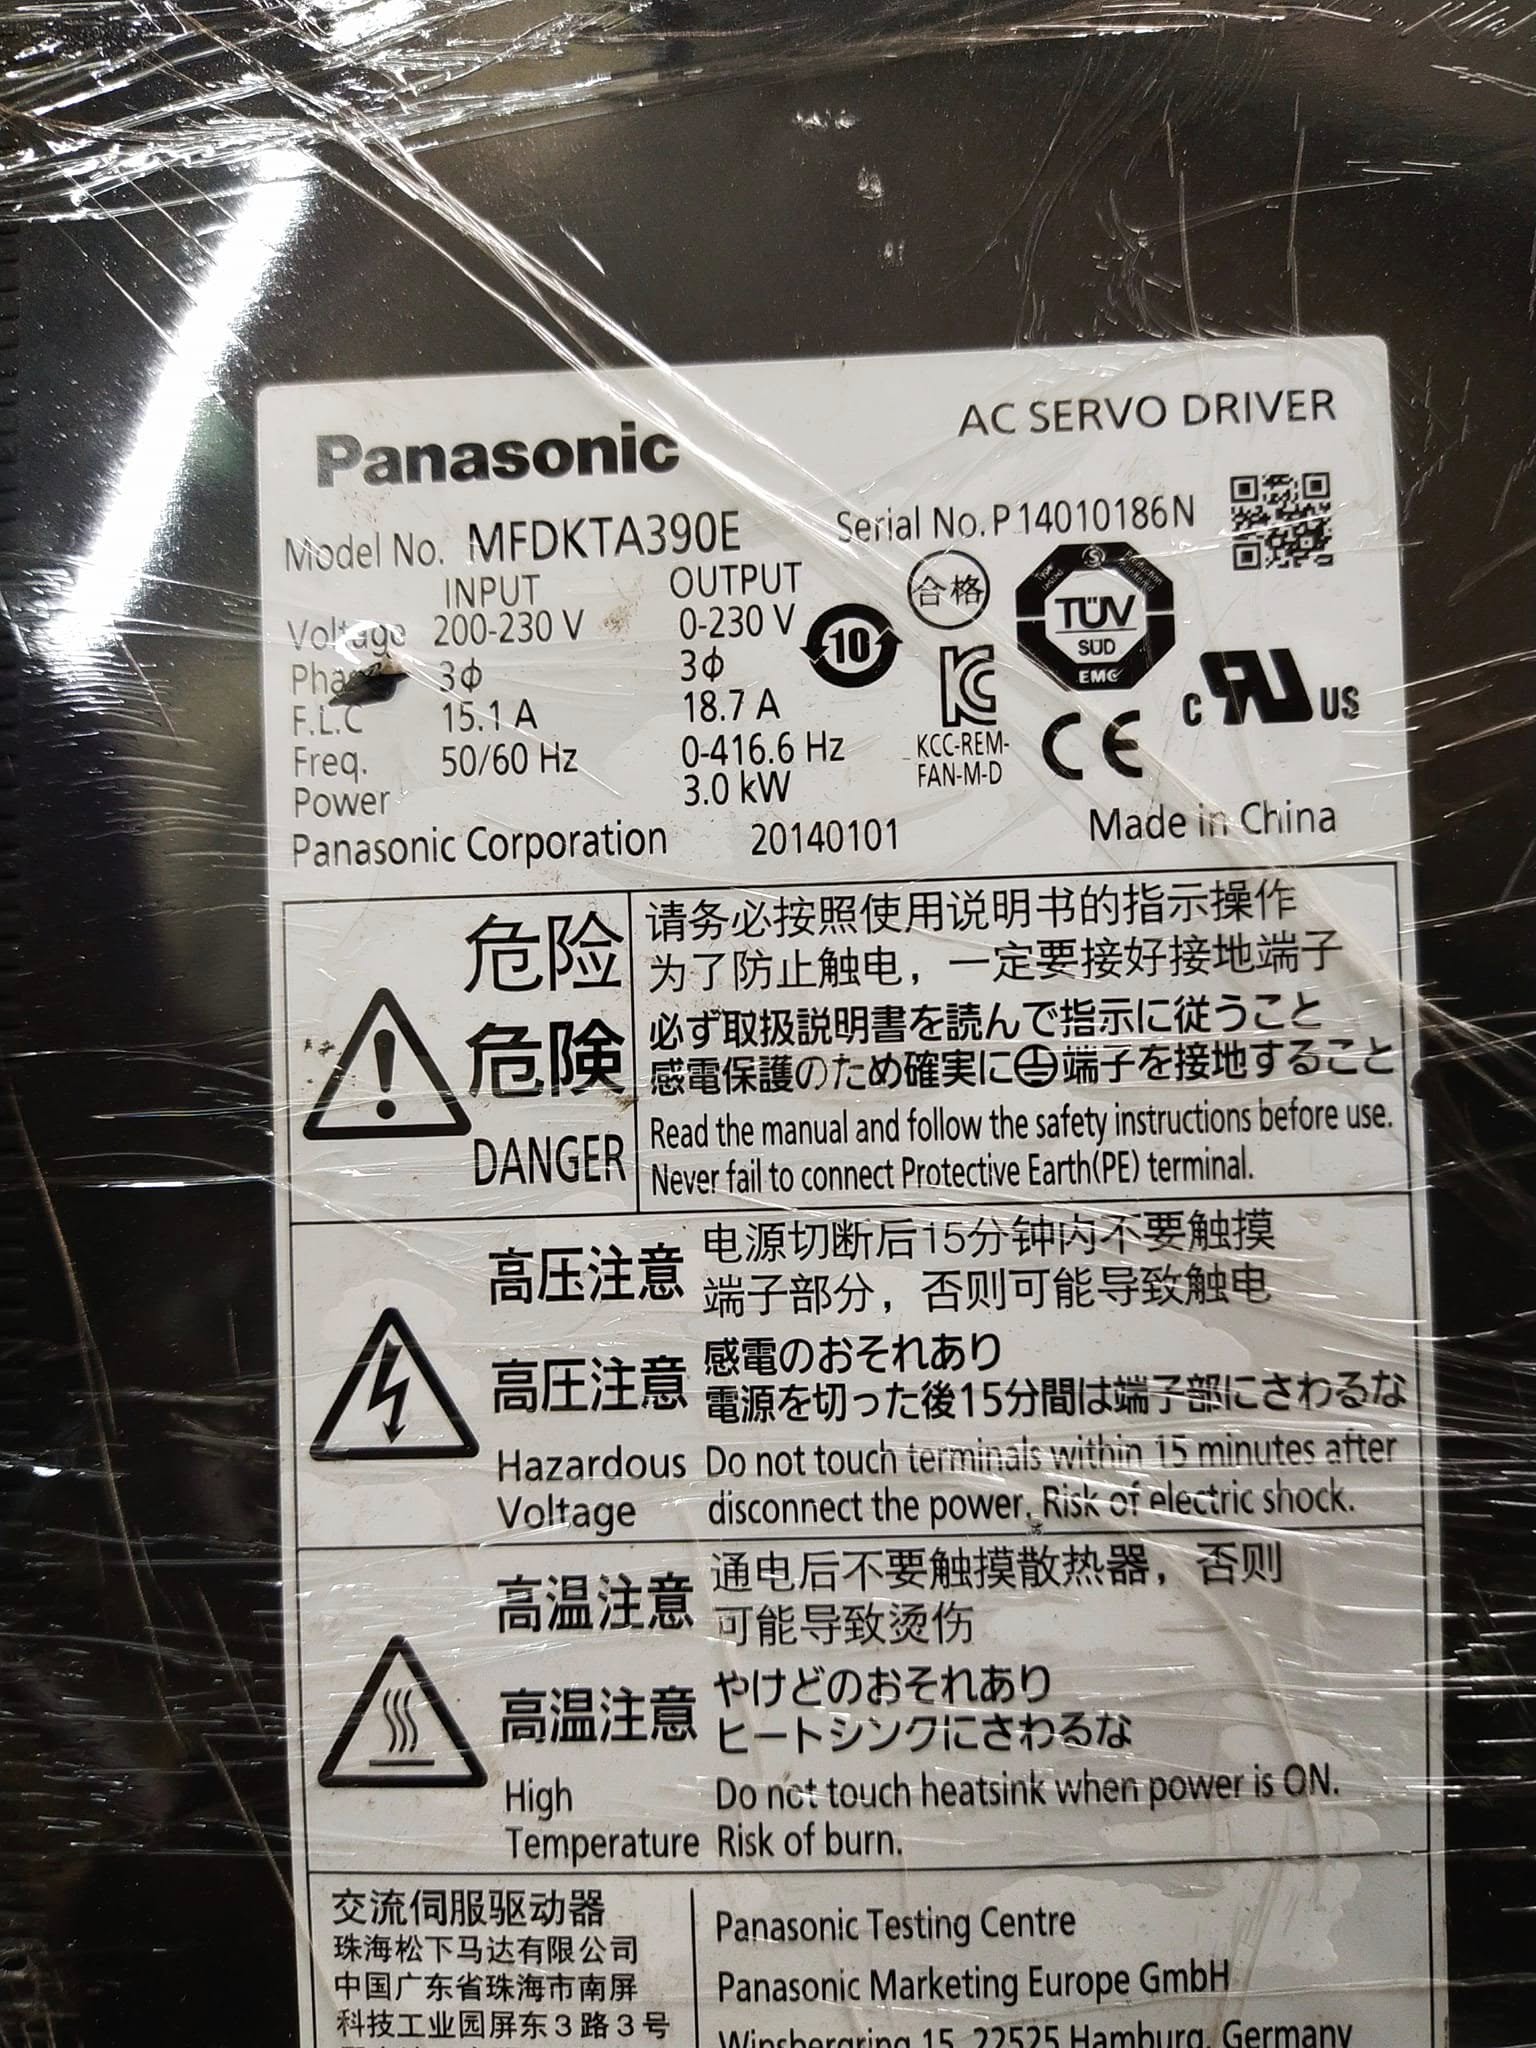 Panasonic
AC SERVO DRIVER
Model No. MFDKTA390E
Serial No. P14010186N
INPUT OUTPUT
Voltage 200-230 V 0-230 V
Pha 3ϕ 3ϕ
F.L.C 15.1 A 18.7 A
Freq. 50/60 Hz 0-416.6 Hz
Power 3.0 kW
10
合格
TÜV
SÜD
EMC
KCC-REM-
FAN-M-D
CE
c RU US
Panasonic Corporation 20140101 Made in China
危险
危険
DANGER
请务必按照使用说明书的指示操作
为了防止触电，一定要接好接地端子
必ず取扱説明書を読んで指示に従うこと
感電保護のため確実に⏚端子を接地すること
Read the manual and follow the safety instructions before use.
Never fail to connect Protective Earth(PE) terminal.
高压注意
电源切断后15分钟内不要触摸
端子部分，否则可能导致触电
高圧注意
感電のおそれあり
電源を切った後15分間は端子部にさわるな
Hazardous
Voltage
Do not touch terminals within 15 minutes after
disconnect the power. Risk of electric shock.
高温注意
通电后不要触摸散热器，否则
可能导致烫伤
高温注意
やけどのおそれあり
ヒートシンクにさわるな
High
Temperature
Do not touch heatsink when power is ON.
Risk of burn.
交流伺服驱动器
珠海松下马达有限公司
中国广东省珠海市南屏
科技工业园屏东3路3号
Panasonic Testing Centre
Panasonic Marketing Europe GmbH
Winsbergring 15, 22525 Hamburg, Germany